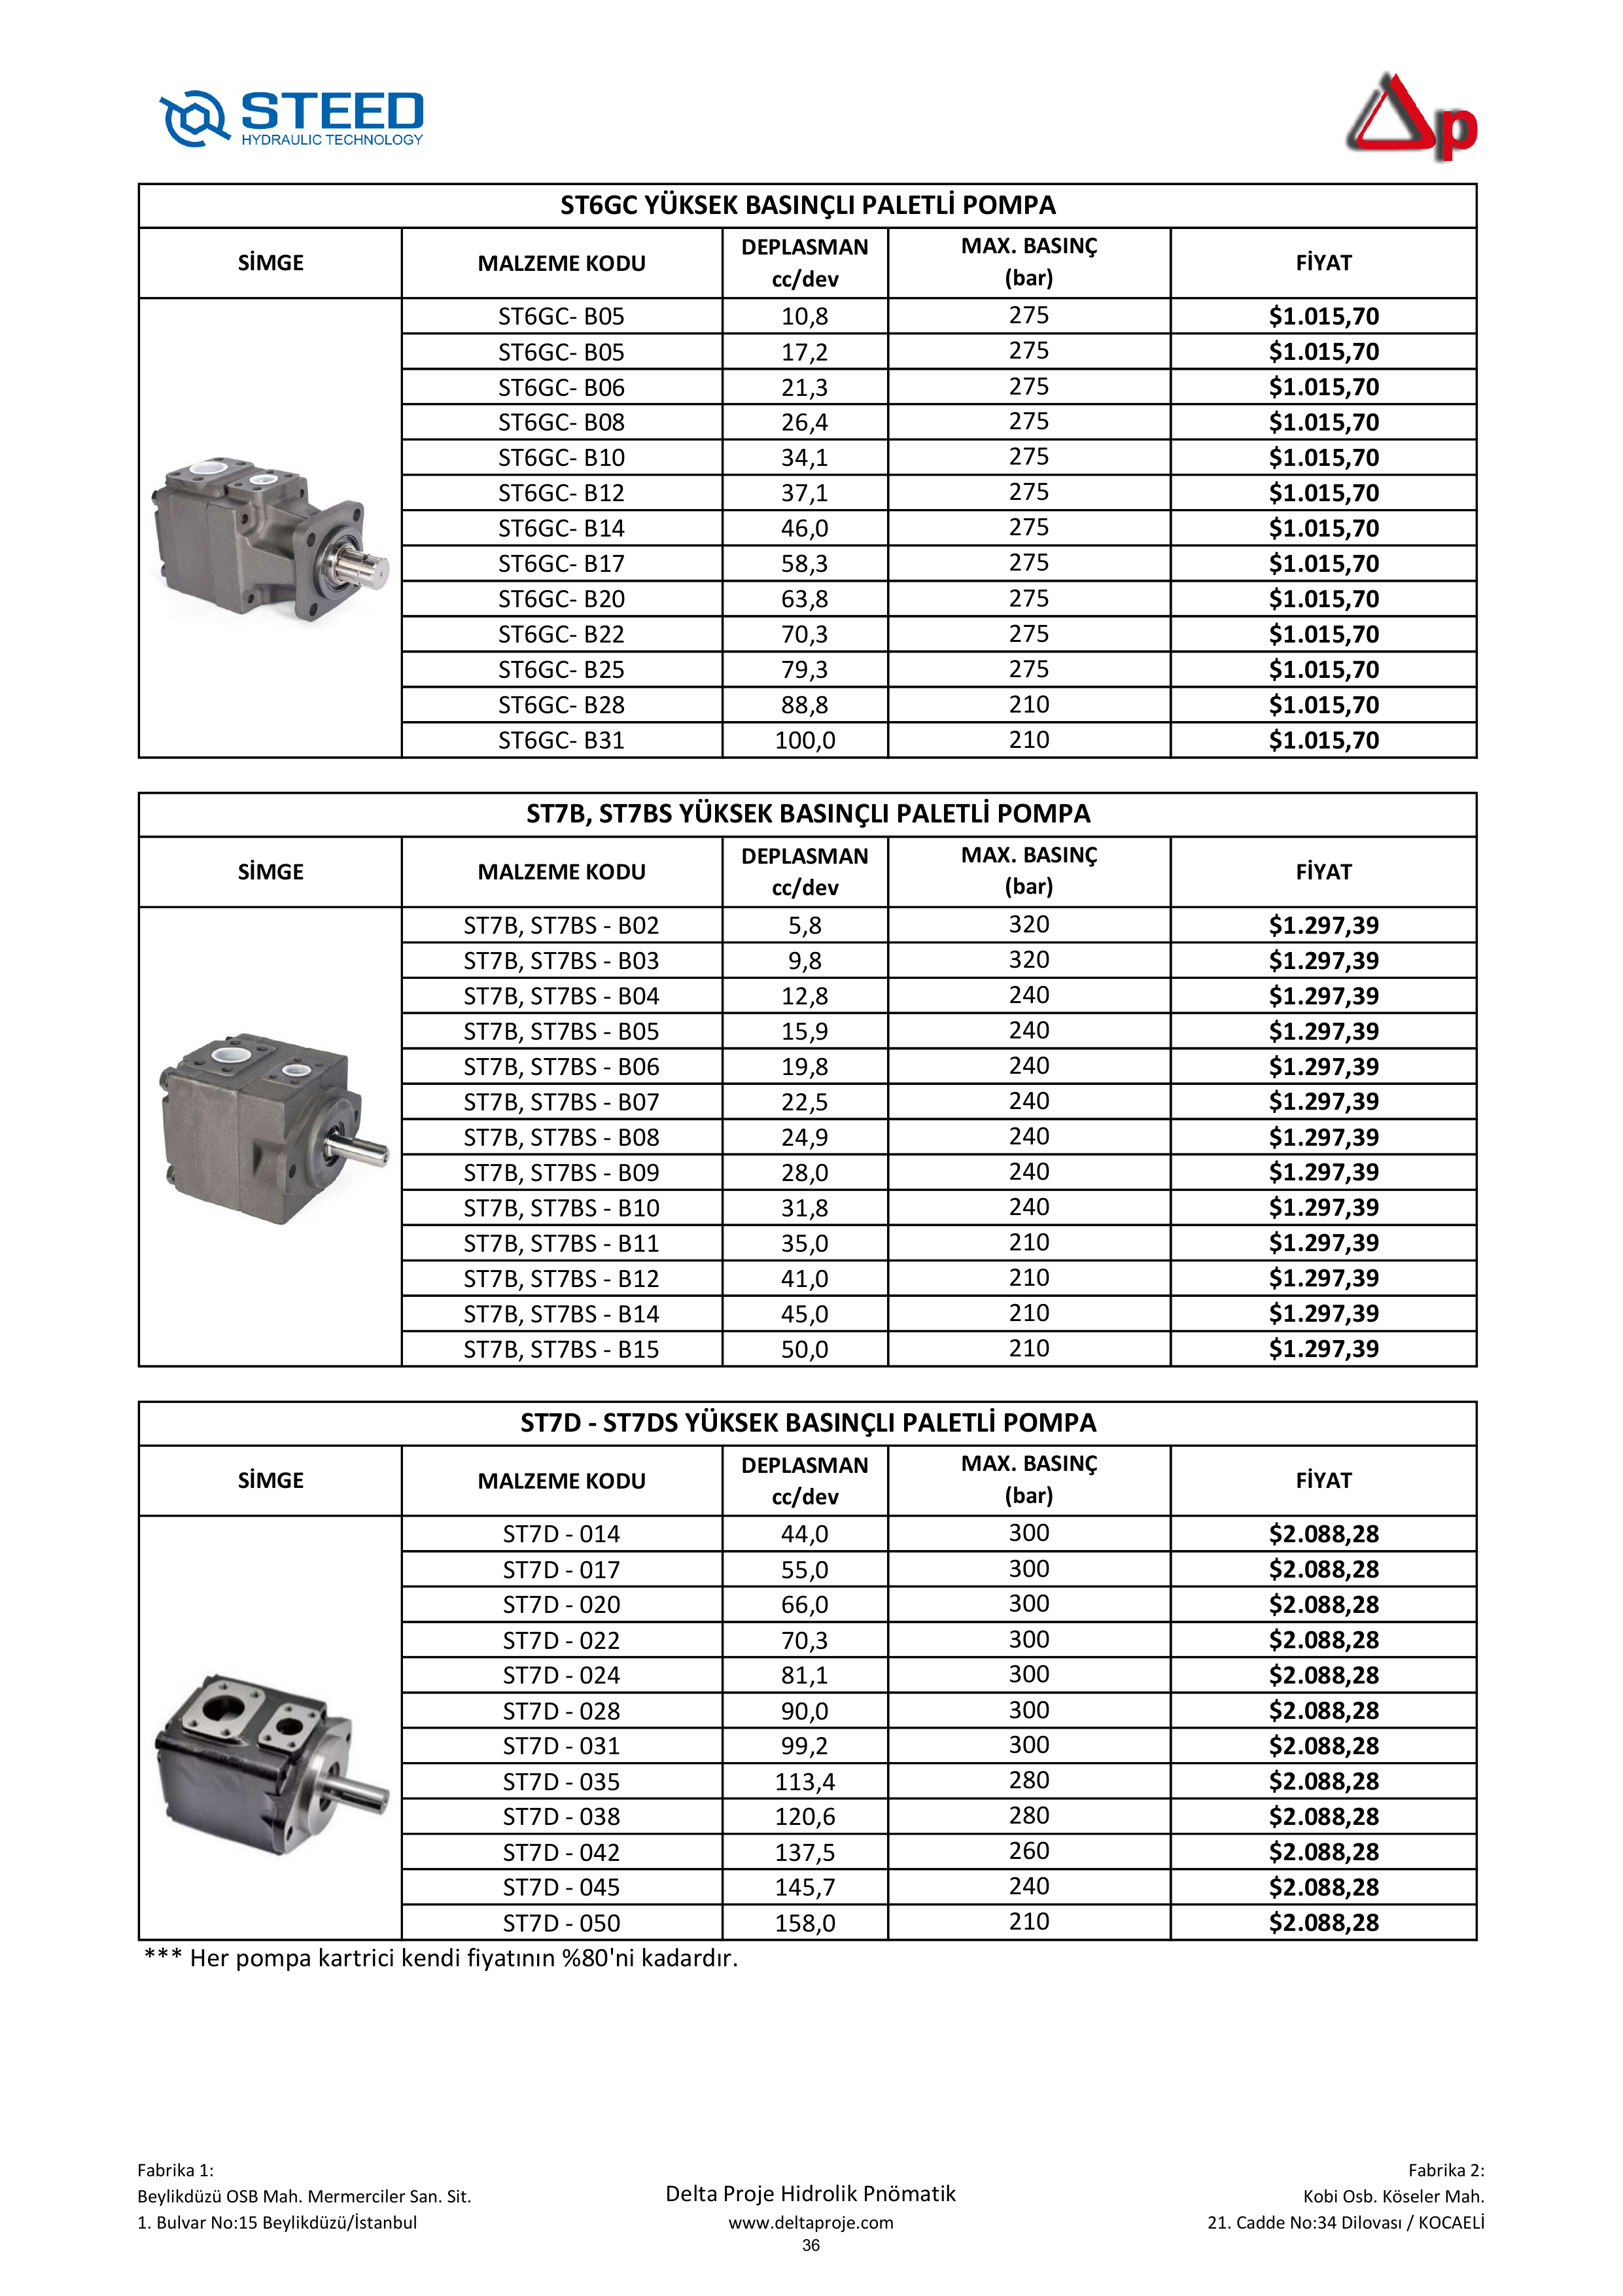 STEED
HYDRAULIC TECHNOLOGY
p
ST6GC YÜKSEK BASINÇLI PALETLİ POMPA
SİMGE MALZEME KODU DEPLASMAN cc/dev MAX. BASINÇ (bar) FİYAT
ST6GC- B05 10,8 275 $1.015,70
ST6GC- B05 17,2 275 $1.015,70
ST6GC- B06 21,3 275 $1.015,70
ST6GC- B08 26,4 275 $1.015,70
ST6GC- B10 34,1 275 $1.015,70
ST6GC- B12 37,1 275 $1.015,70
ST6GC- B14 46,0 275 $1.015,70
ST6GC- B17 58,3 275 $1.015,70
ST6GC- B20 63,8 275 $1.015,70
ST6GC- B22 70,3 275 $1.015,70
ST6GC- B25 79,3 275 $1.015,70
ST6GC- B28 88,8 210 $1.015,70
ST6GC- B31 100,0 210 $1.015,70
ST7B, ST7BS YÜKSEK BASINÇLI PALETLİ POMPA
SİMGE MALZEME KODU DEPLASMAN cc/dev MAX. BASINÇ (bar) FİYAT
ST7B, ST7BS - B02 5,8 320 $1.297,39
ST7B, ST7BS - B03 9,8 320 $1.297,39
ST7B, ST7BS - B04 12,8 240 $1.297,39
ST7B, ST7BS - B05 15,9 240 $1.297,39
ST7B, ST7BS - B06 19,8 240 $1.297,39
ST7B, ST7BS - B07 22,5 240 $1.297,39
ST7B, ST7BS - B08 24,9 240 $1.297,39
ST7B, ST7BS - B09 28,0 240 $1.297,39
ST7B, ST7BS - B10 31,8 240 $1.297,39
ST7B, ST7BS - B11 35,0 210 $1.297,39
ST7B, ST7BS - B12 41,0 210 $1.297,39
ST7B, ST7BS - B14 45,0 210 $1.297,39
ST7B, ST7BS - B15 50,0 210 $1.297,39
ST7D - ST7DS YÜKSEK BASINÇLI PALETLİ POMPA
SİMGE MALZEME KODU DEPLASMAN cc/dev MAX. BASINÇ (bar) FİYAT
ST7D - 014 44,0 300 $2.088,28
ST7D - 017 55,0 300 $2.088,28
ST7D - 020 66,0 300 $2.088,28
ST7D - 022 70,3 300 $2.088,28
ST7D - 024 81,1 300 $2.088,28
ST7D - 028 90,0 300 $2.088,28
ST7D - 031 99,2 300 $2.088,28
ST7D - 035 113,4 280 $2.088,28
ST7D - 038 120,6 280 $2.088,28
ST7D - 042 137,5 260 $2.088,28
ST7D - 045 145,7 240 $2.088,28
ST7D - 050 158,0 210 $2.088,28
*** Her pompa kartrici kendi fiyatının %80'ni kadardır.
Fabrika 1:
Beylikdüzü OSB Mah. Mermerciler San. Sit.
1. Bulvar No:15 Beylikdüzü/İstanbul
Delta Proje Hidrolik Pnömatik
www.deltaproje.com
36
Fabrika 2:
Kobi Osb. Köseler Mah.
21. Cadde No:34 Dilovası / KOCAELİ